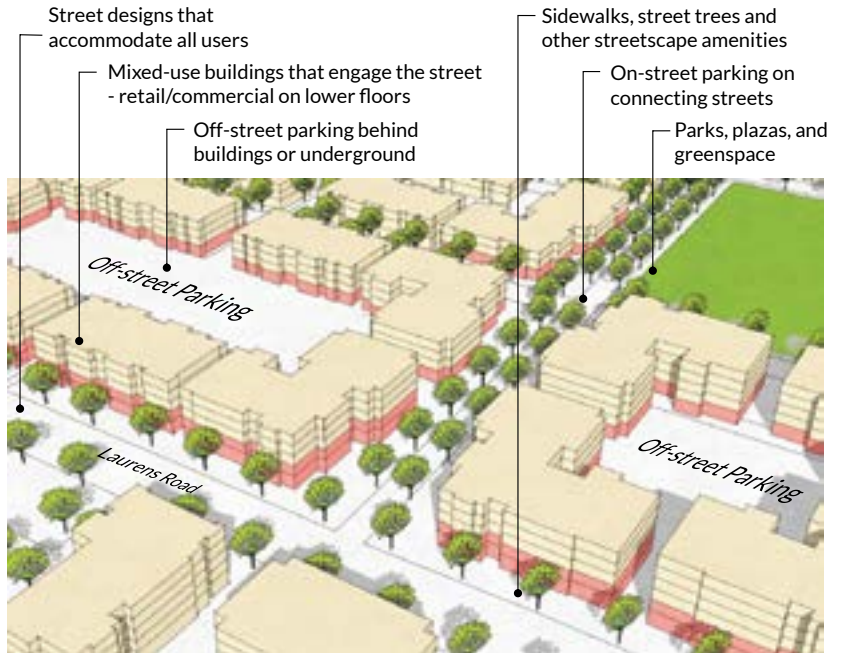 Street designs that
accommodate all users
Mixed-use buildings that engage the street
- retail/commercial on lower floors
Off-street parking behind
buildings or underground
Sidewalks, street trees and
other streetscape amenities
On-street parking on
connecting streets
Parks, plazas, and
greenspace
Off-street Parking
Laurens Road
Off-street Parking